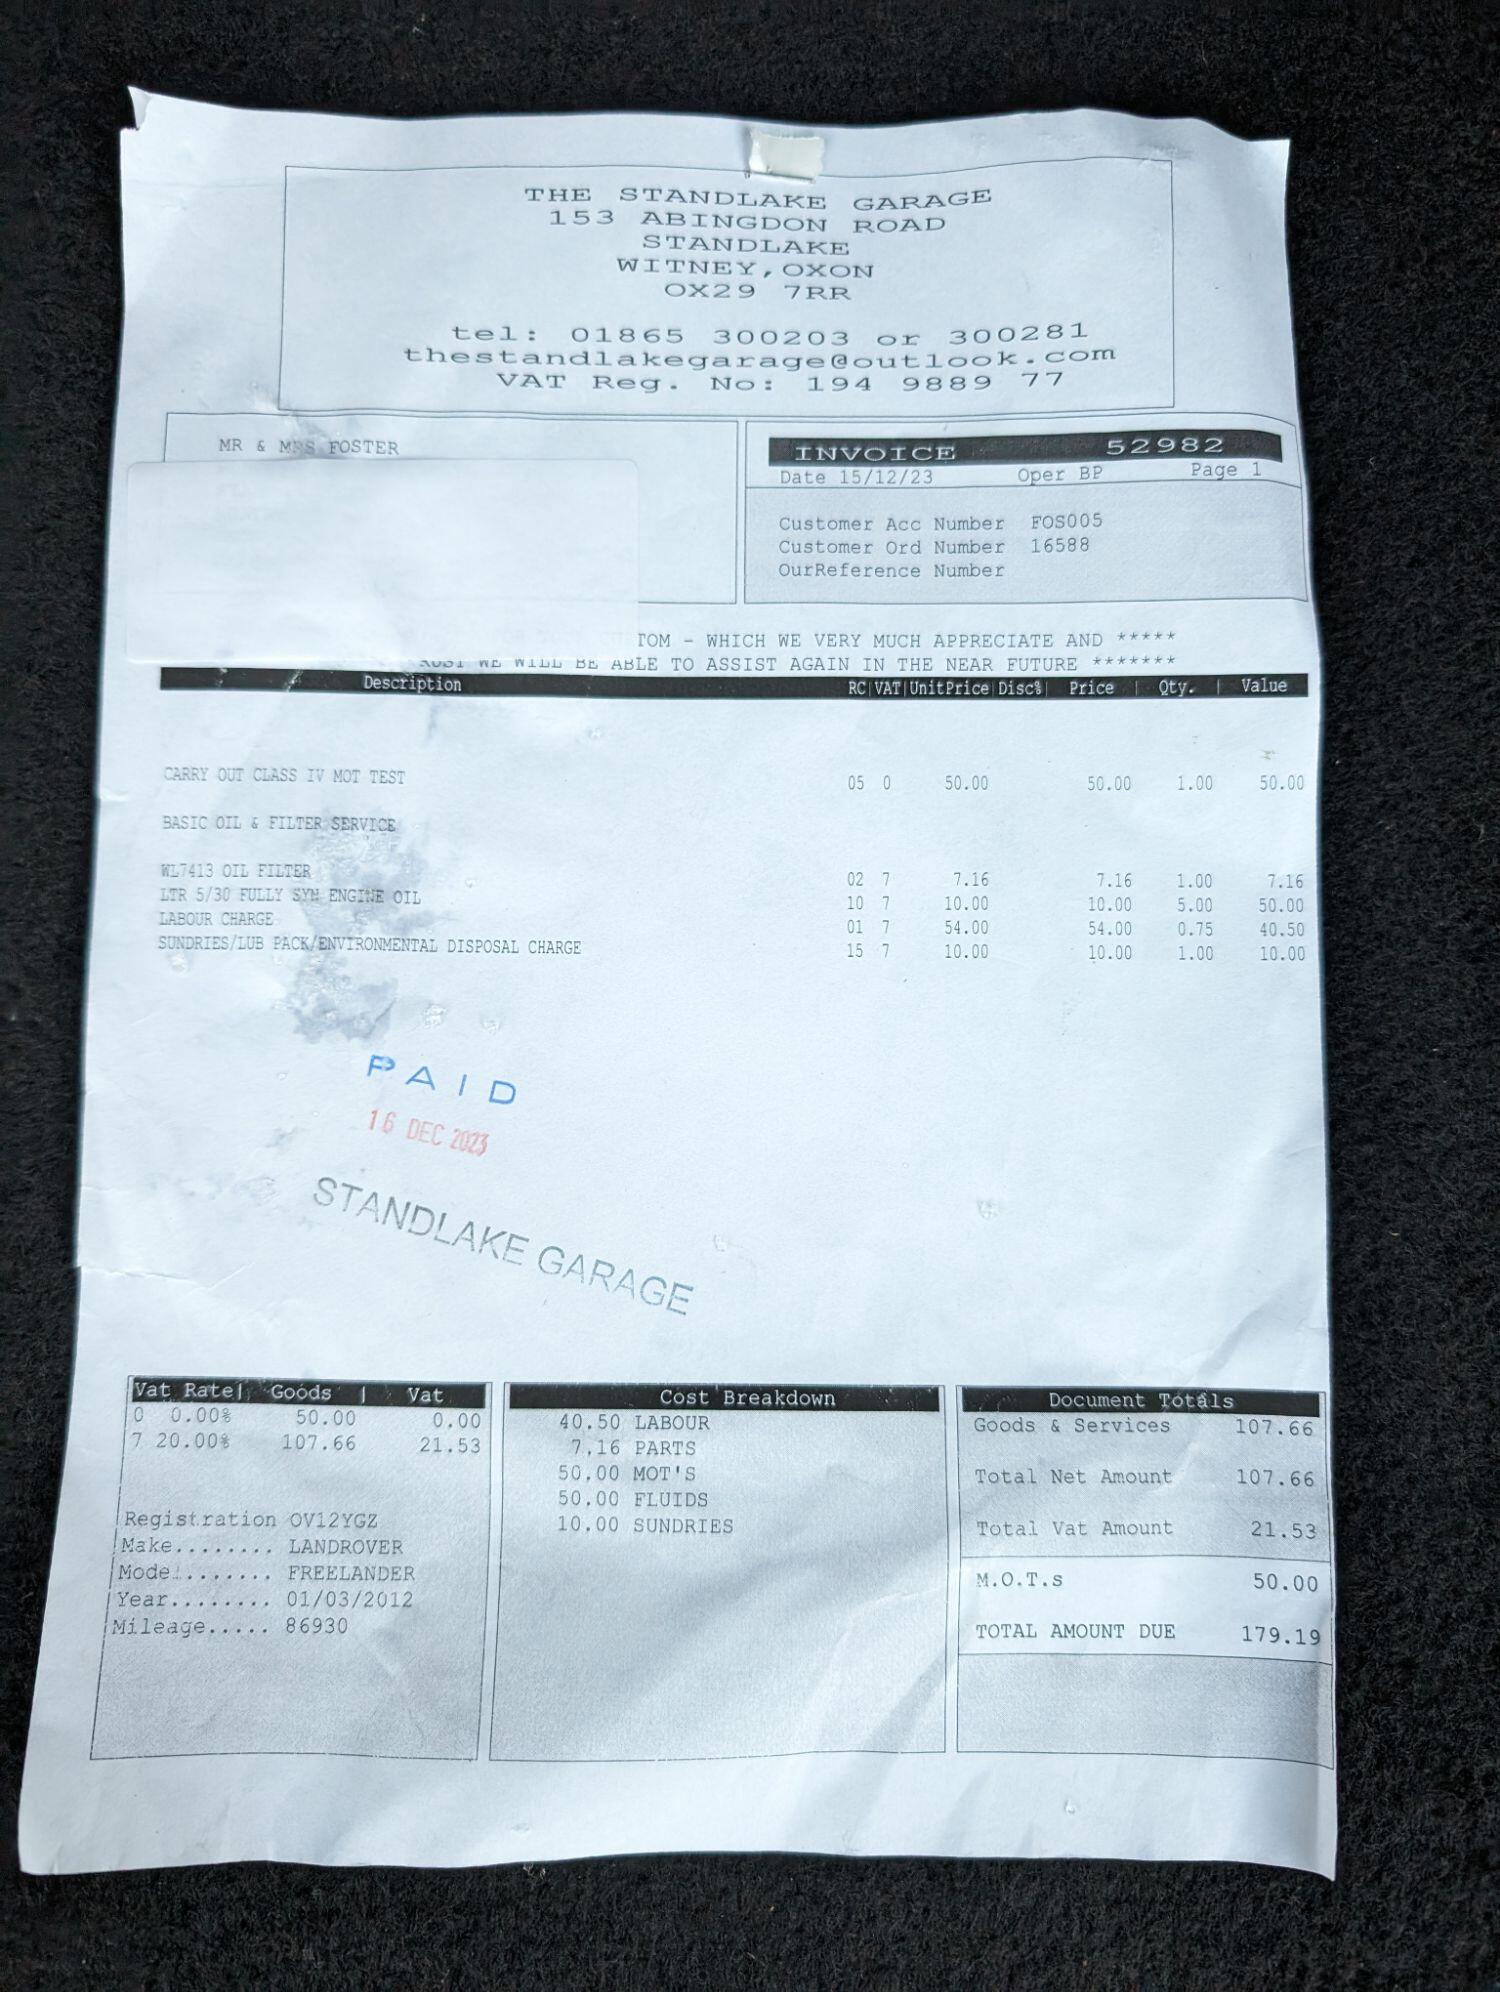 THE STANDLAKE GARAGE
153 ABINGDON ROAD
STANDLAKE
WITNEY, OXON
OX29 7RR
tel: 01865 300203 or 300281
thestandlakegarage@outlook.com
VAT Reg. No: 194 9889 77
MR & MRS FOSTER
INVOICE 52982
Date 15/12/23 Oper BP Page 1
Customer Acc Number FOS005
Customer Ord Number 16588
OurReference Number
TOM - WHICH WE VERY MUCH APPRECIATE AND *****
WE WILL BE ABLE TO ASSIST AGAIN IN THE NEAR FUTURE *******
Description RC|VAT|UnitPrice|Disc%| Price | Qty. | Value
CARRY OUT CLASS IV MOT TEST 05 0 50.00 50.00 1.00 50.00
BASIC OIL & FILTER SERVICE
WL7413 OIL FILTER 02 7 7.16 7.16 1.00 7.16
LTR 5/30 FULLY SYN ENGINE OIL 10 7 10.00 10.00 5.00 50.00
LABOUR CHARGE 01 7 54.00 54.00 0.75 40.50
SUNDRIES/LUB PACK/ENVIRONMENTAL DISPOSAL CHARGE 15 7 10.00 10.00 1.00 10.00
PAID
16 DEC 2023
STANDLAKE GARAGE
Vat Rate| Goods | Vat
0 0.00% 50.00 0.00
7 20.00% 107.66 21.53
Registration OV12YGZ
Make........ LANDROVER
Model....... FREELANDER
Year........ 01/03/2012
Mileage..... 86930
Cost Breakdown
40.50 LABOUR
7.16 PARTS
50.00 MOT'S
50.00 FLUIDS
10.00 SUNDRIES
Document Totals
Goods & Services 107.66
Total Net Amount 107.66
Total Vat Amount 21.53
M.O.T.s 50.00
TOTAL AMOUNT DUE 179.19